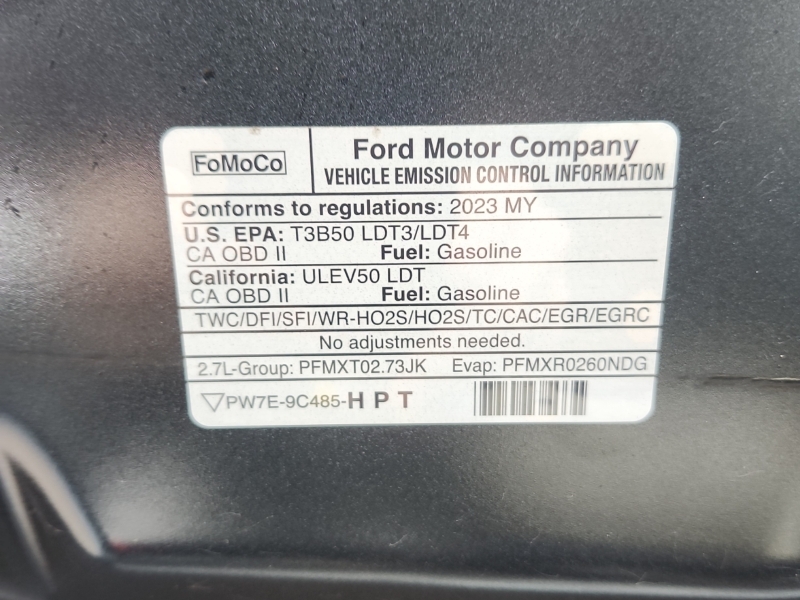 FoMoCo
Ford Motor Company
VEHICLE EMISSION CONTROL INFORMATION
Conforms to regulations: 2023 MY
U.S. EPA: T3B50 LDT3/LDT4
CA OBD II Fuel: Gasoline
California: ULEV50 LDT
CA OBD II Fuel: Gasoline
TWC/DFI/SFI/WR-HO2S/HO2S/TC/CAC/EGR/EGRC
No adjustments needed.
2.7L-Group: PFMXT02.73JK Evap: PFMXR0260NDG
▽PW7E-9C485-H P T